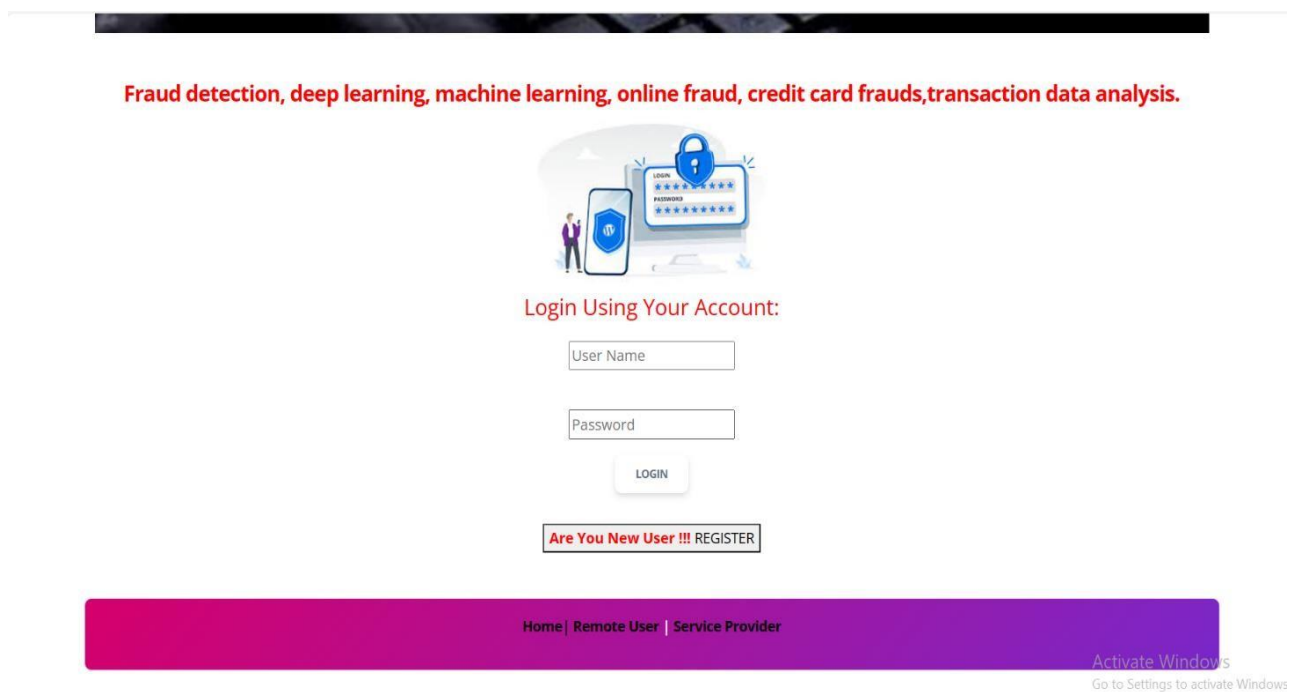 Fraud detection, deep learning, machine learning, online fraud, credit card frauds,transaction data analysis.
LOGIN
*********
PASSWORD
*********
Login Using Your Account:
User Name
Password
LOGIN
Are You New User !!! REGISTER
Home| Remote User | Service Provider
Activate Windows
Go to Settings to activate Windows